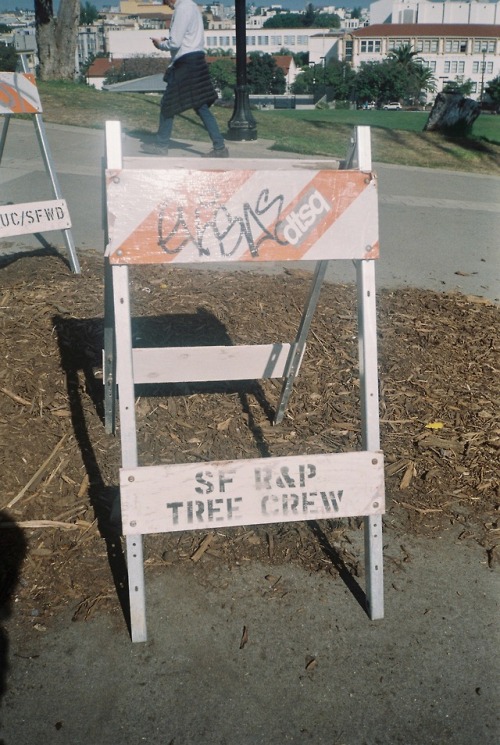 UC/SFWD
disa
SF R&P
TREE CREW